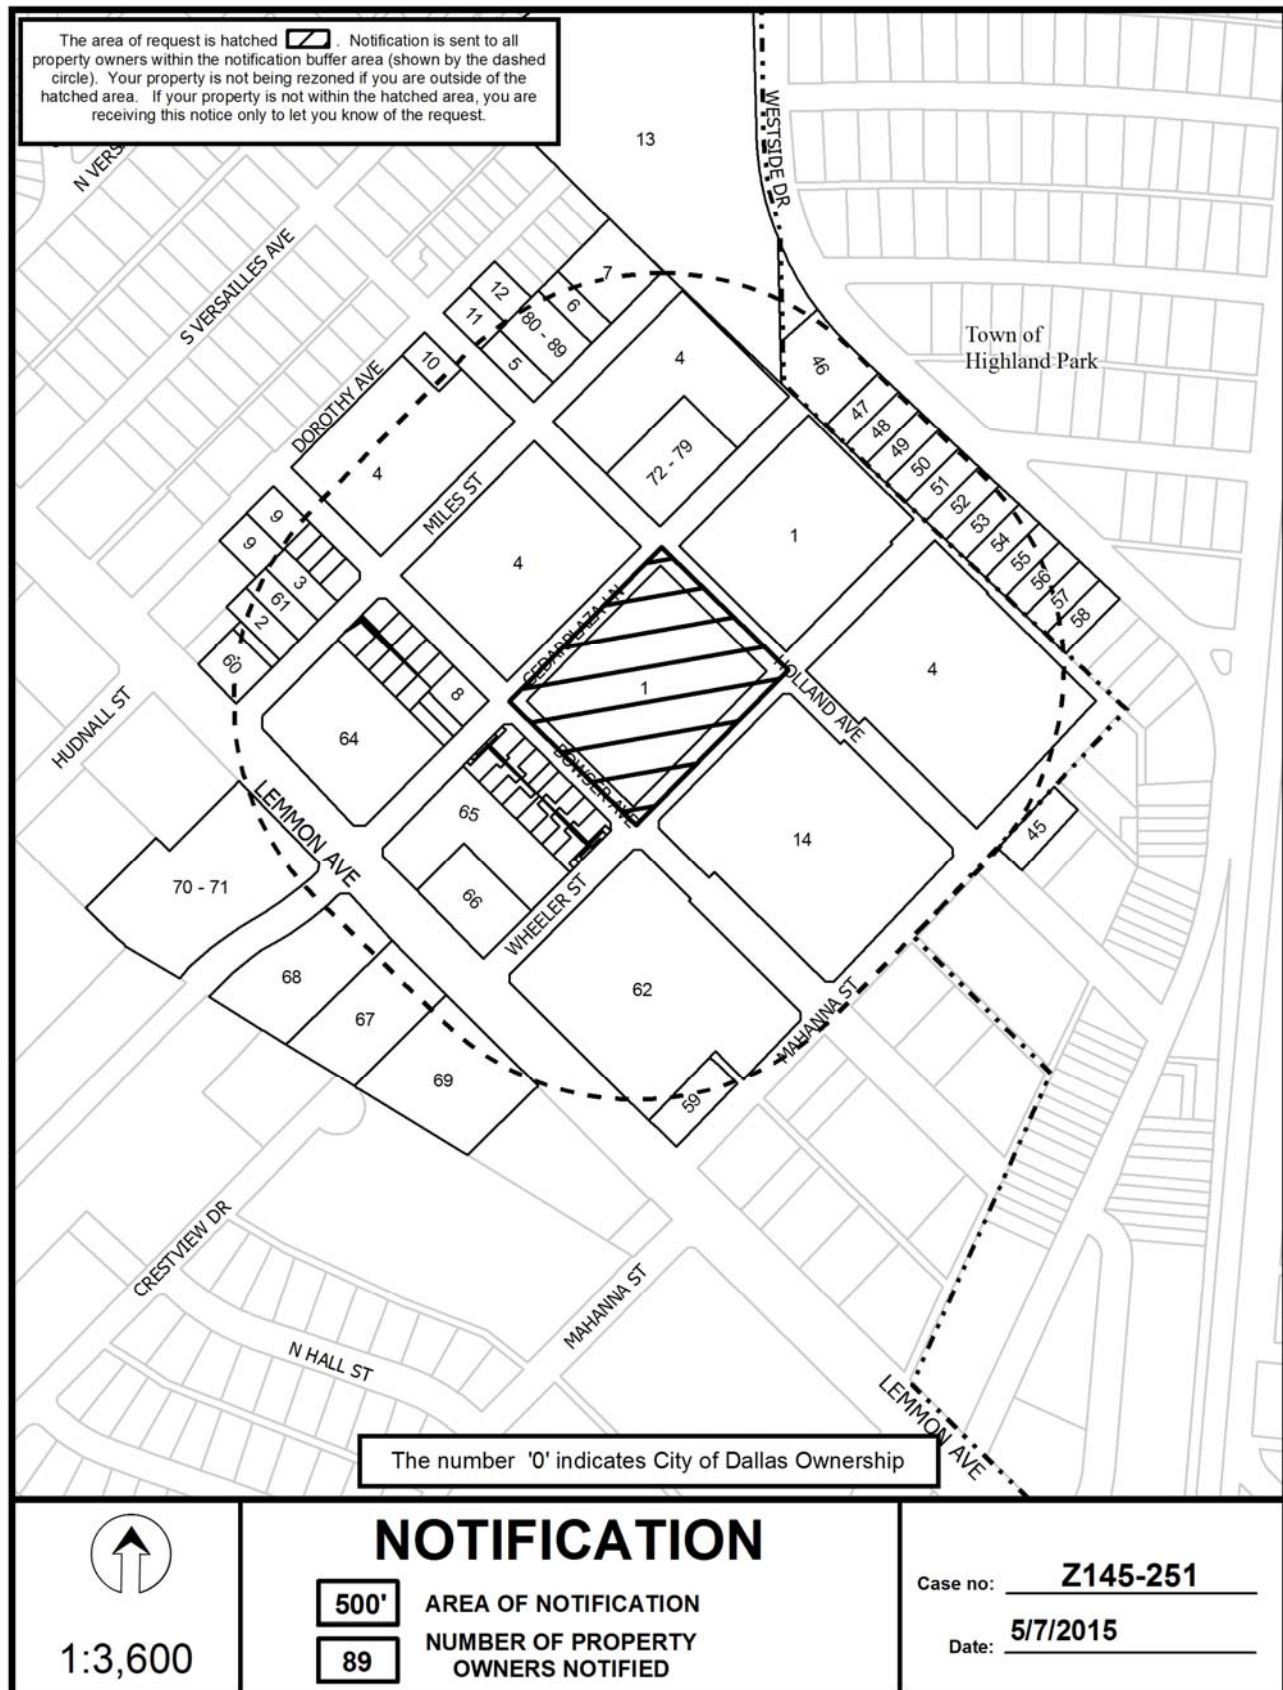 The area of request is hatched . Notification is sent to all
property owners within the notification buffer area (shown by the dashed
circle). Your property is not being rezoned if you are outside of the
hatched area. If your property is not within the hatched area, you are
receiving this notice only to let you know of the request.
N VERS
S VERSAILLES AVE
WESTSIDE DR
13
Town of
Highland Park
7
12
6
11
80 - 89
5
10
4
46
DOROTHY AVE
47
48
49
50
51
52
53
54
55
56
57
58
72 - 79
4
MILES ST
9
9
3
61
2
60
4
1
CEDARPLAZA LN
1
HOLLAND AVE
4
8
HUDNALL ST
64
BOWSER AVE
LEMMON AVE
65
14
45
70 - 71
66
WHEELER ST
68
62
67
MAHANNA ST
69
59
CRESTVIEW DR
MAHANNA ST
N HALL ST
LEMMON AVE
The number '0' indicates City of Dallas Ownership
1:3,600
NOTIFICATION
500' AREA OF NOTIFICATION
89 NUMBER OF PROPERTY
OWNERS NOTIFIED
Case no: Z145-251
Date: 5/7/2015